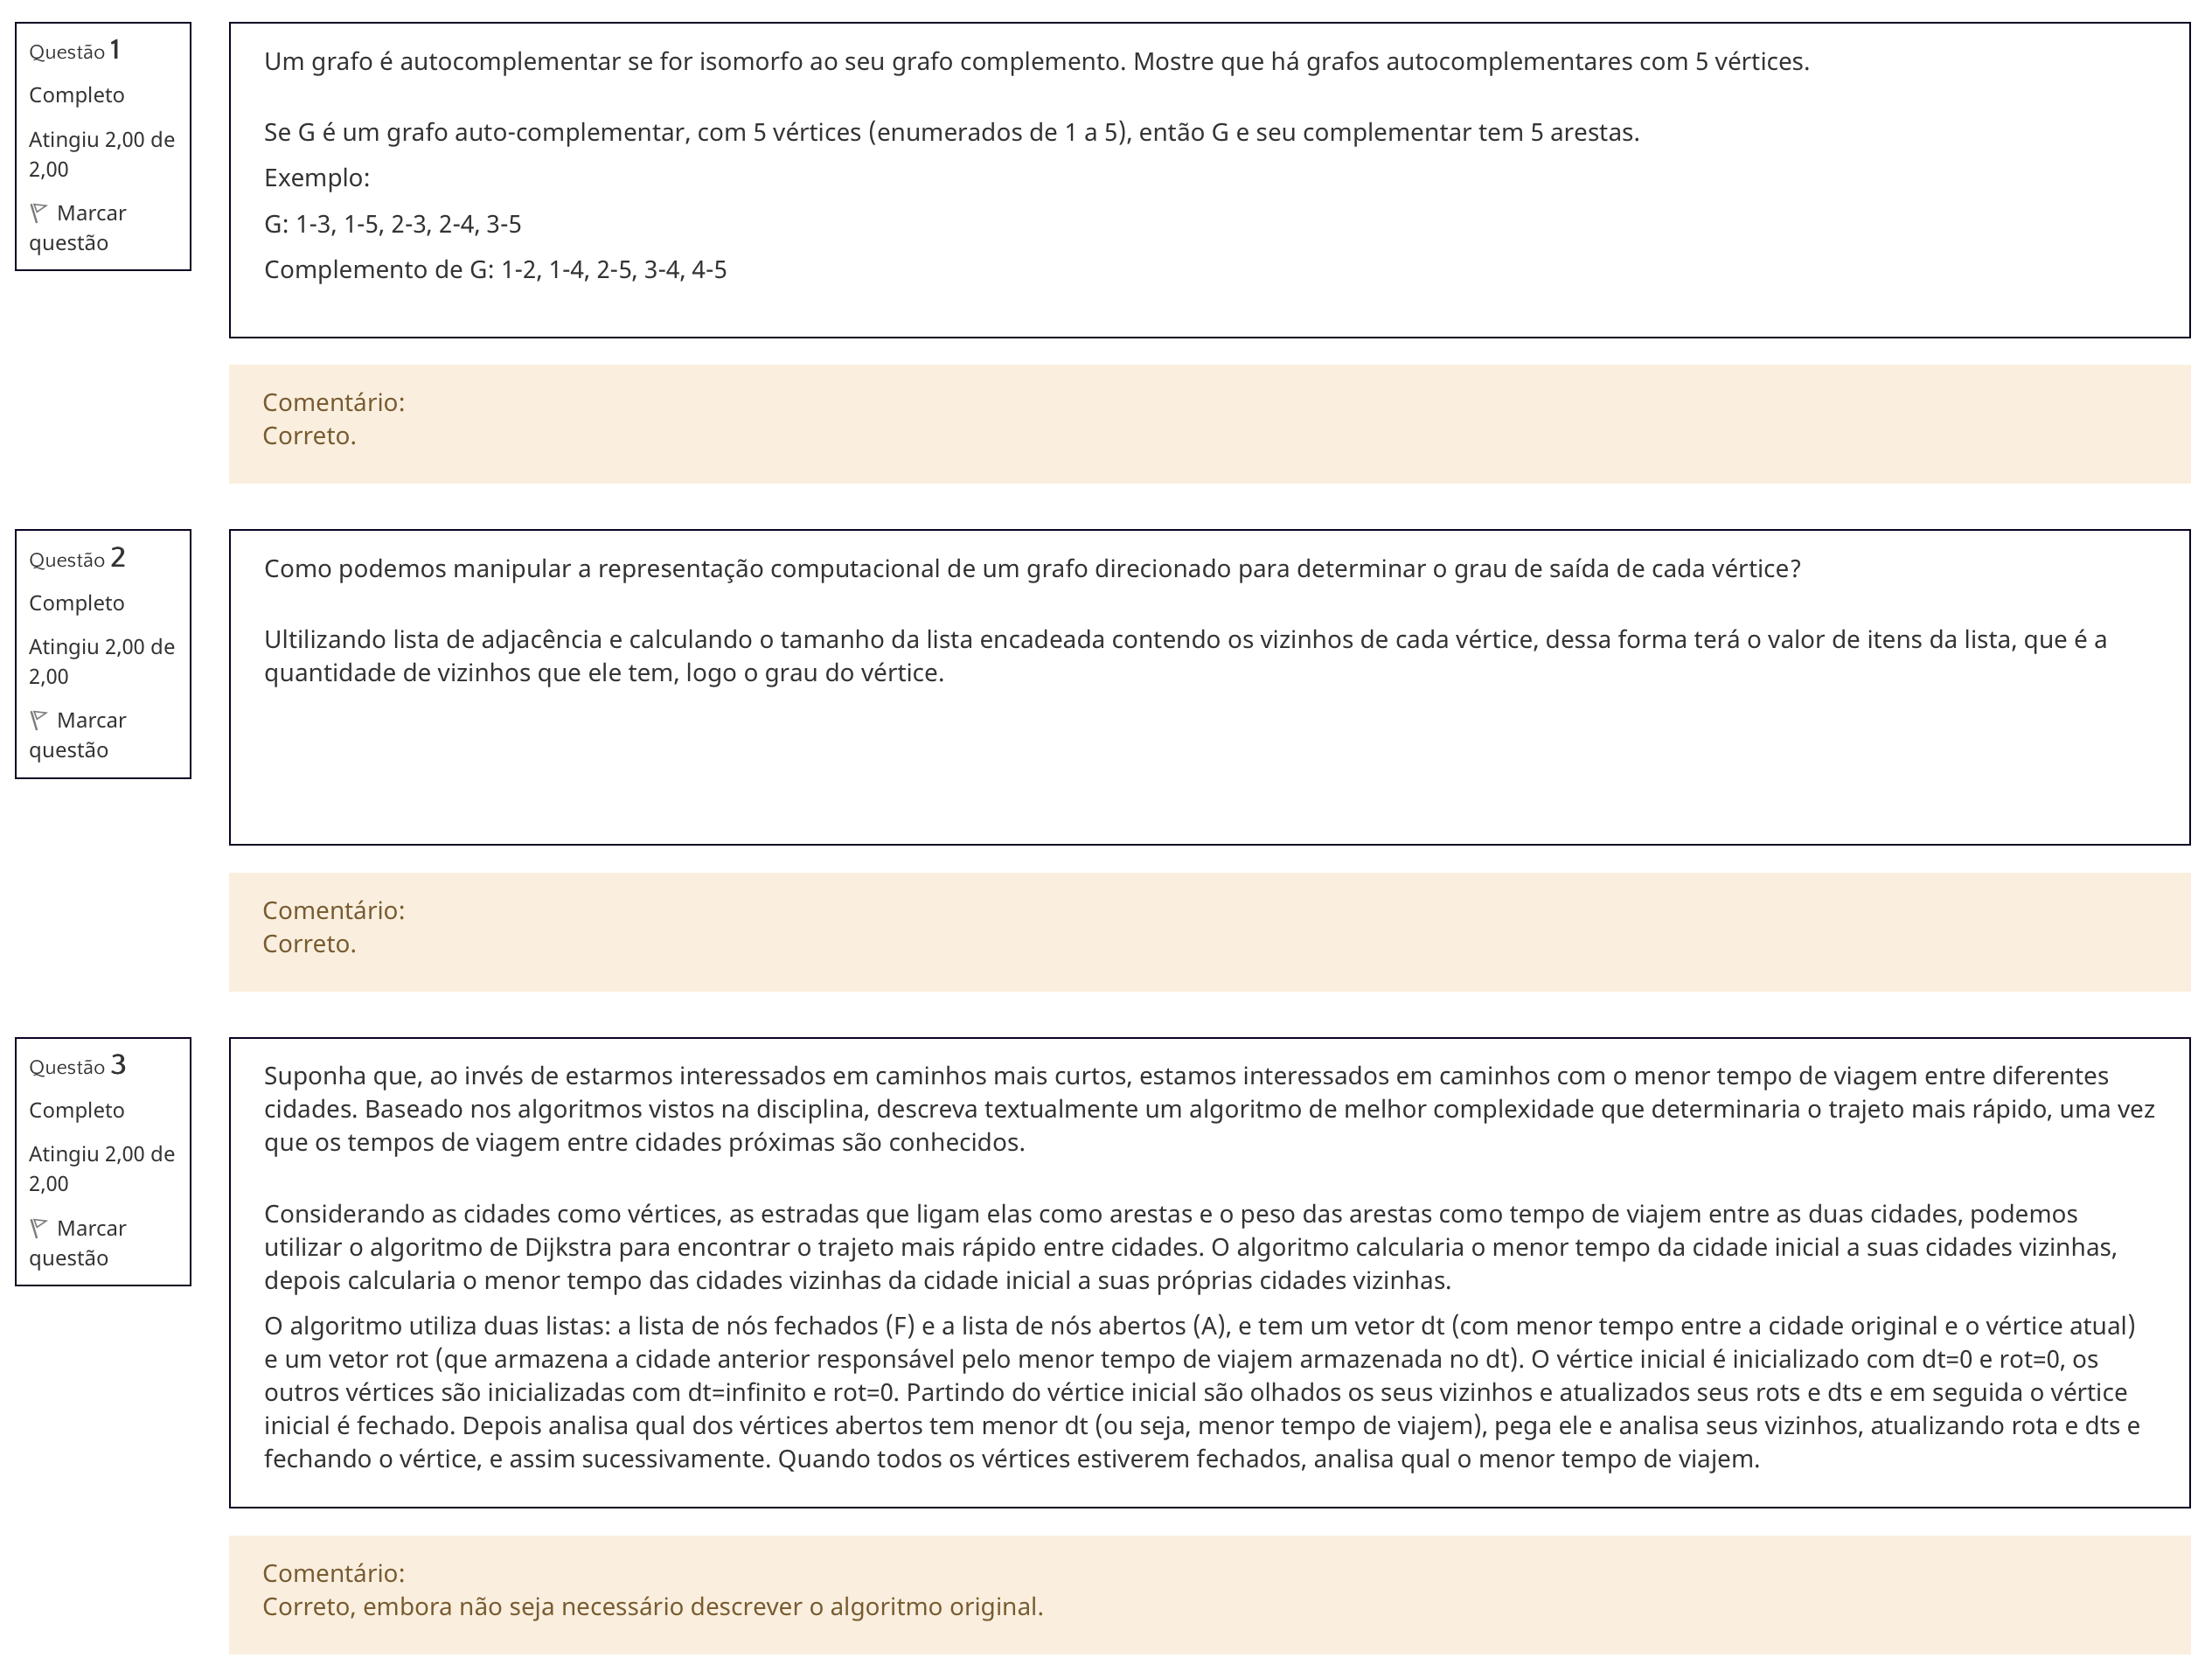 Questão 1
Completo
Atingiu 2,00 de
2,00
Marcar
questão
Um grafo é autocomplementar se for isomorfo ao seu grafo complemento. Mostre que há grafos autocomplementares com 5 vértices.
Se G é um grafo auto-complementar, com 5 vértices (enumerados de 1 a 5), então G e seu complementar tem 5 arestas.
Exemplo:
G: 1-3, 1-5, 2-3, 2-4, 3-5
Complemento de G: 1-2, 1-4, 2-5, 3-4, 4-5
Comentário:
Correto.
Questão 2
Completo
Atingiu 2,00 de
2,00
Marcar
questão
Como podemos manipular a representação computacional de um grafo direcionado para determinar o grau de saída de cada vértice?
Ultilizando lista de adjacência e calculando o tamanho da lista encadeada contendo os vizinhos de cada vértice, dessa forma terá o valor de itens da lista, que é a
quantidade de vizinhos que ele tem, logo o grau do vértice.
Comentário:
Correto.
Questão 3
Completo
Atingiu 2,00 de
2,00
Marcar
questão
Suponha que, ao invés de estarmos interessados em caminhos mais curtos, estamos interessados em caminhos com o menor tempo de viagem entre diferentes
cidades. Baseado nos algoritmos vistos na disciplina, descreva textualmente um algoritmo de melhor complexidade que determinaria o trajeto mais rápido, uma vez
que os tempos de viagem entre cidades próximas são conhecidos.
Considerando as cidades como vértices, as estradas que ligam elas como arestas e o peso das arestas como tempo de viajem entre as duas cidades, podemos
utilizar o algoritmo de Dijkstra para encontrar o trajeto mais rápido entre cidades. O algoritmo calcularia o menor tempo da cidade inicial a suas cidades vizinhas,
depois calcularia o menor tempo das cidades vizinhas da cidade inicial a suas próprias cidades vizinhas.
O algoritmo utiliza duas listas: a lista de nós fechados (F) e a lista de nós abertos (A), e tem um vetor dt (com menor tempo entre a cidade original e o vértice atual)
e um vetor rot (que armazena a cidade anterior responsável pelo menor tempo de viajem armazenada no dt). O vértice inicial é inicializado com dt=0 e rot=0, os
outros vértices são inicializadas com dt=infinito e rot=0. Partindo do vértice inicial são olhados os seus vizinhos e atualizados seus rots e dts e em seguida o vértice
inicial é fechado. Depois analisa qual dos vértices abertos tem menor dt (ou seja, menor tempo de viajem), pega ele e analisa seus vizinhos, atualizando rota e dts e
fechando o vértice, e assim sucessivamente. Quando todos os vértices estiverem fechados, analisa qual o menor tempo de viajem.
Comentário:
Correto, embora não seja necessário descrever o algoritmo original.